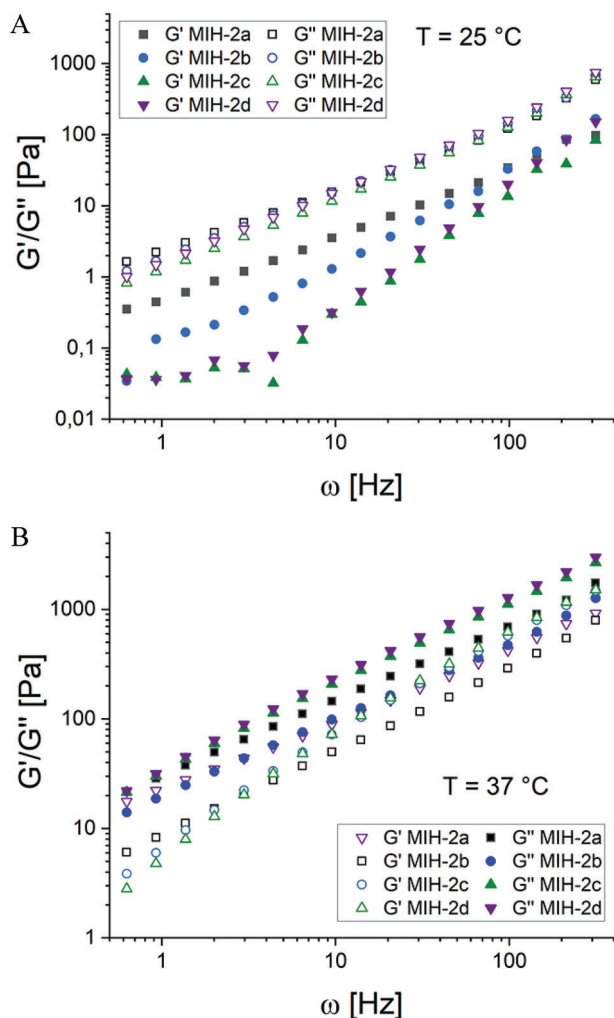 A
G' MIH-2a G" MIH-2a
G' MIH-2b G" MIH-2b
G' MIH-2c G" MIH-2c
G' MIH-2d G" MIH-2d
T = 25 °C
1000
100
10
1
0,1
0,01
G'/G" [Pa]
1 10 100
ω [Hz]
B
1000
100
10
1
G'/G" [Pa]
T = 37 °C
G' MIH-2a G" MIH-2a
G' MIH-2b G" MIH-2b
G' MIH-2c G" MIH-2c
G' MIH-2d G" MIH-2d
1 10 100
ω [Hz]